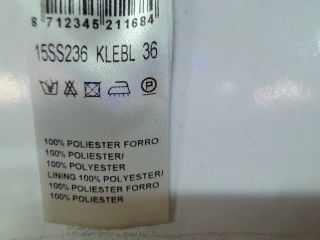 8 712345 211684
15SS236 KLEBL 36
P
100% POLIESTER FORRO:
100% POLIESTER/
100% POLYESTER
LINING 100% POLYESTER/
100% POLIESTER FORRO
100% POLIESTER